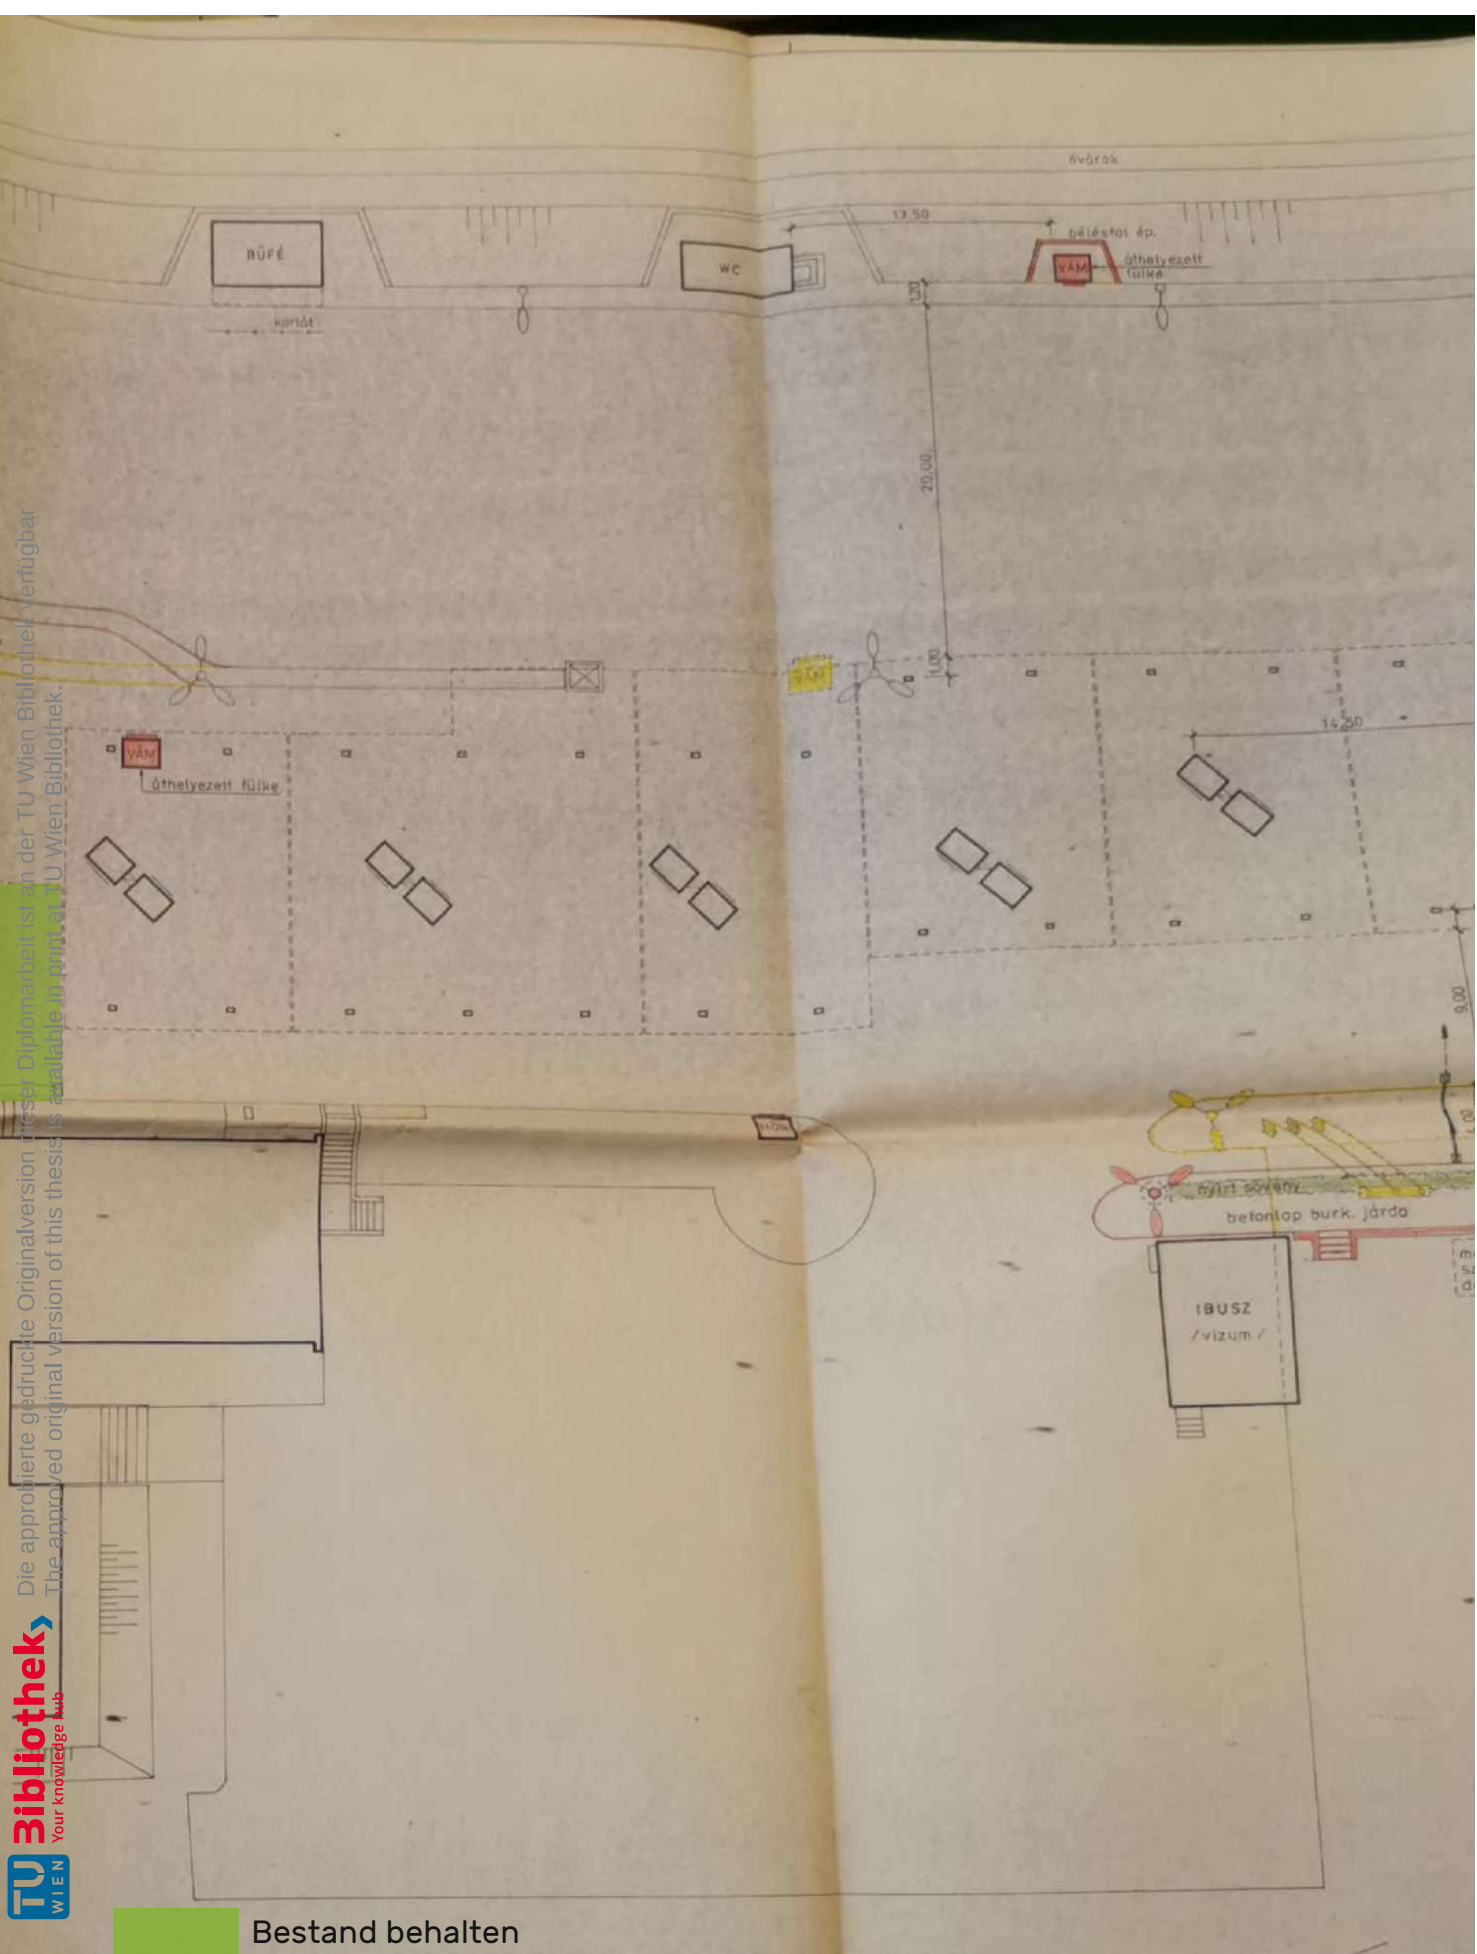 óvárok
13,50
béléstai ép.
BÜFÉ
WC
VÁM
áthelyezett
fülke
1,20
korlát
20,00
1,00
VÁM
14,50
VÁM
áthelyezett fülke
9,00
nyírt sövény
betonlap burk. járda
IBUSZ
/vizum/
Die approbierte gedruckte Originalversion dieser Diplomarbeit ist an der TU Wien Bibliothek verfügbar
The approved original version of this thesis is available in print at TU Wien Bibliothek.
TU WIEN Bibliothek
Your knowledge hub
Bestand behalten